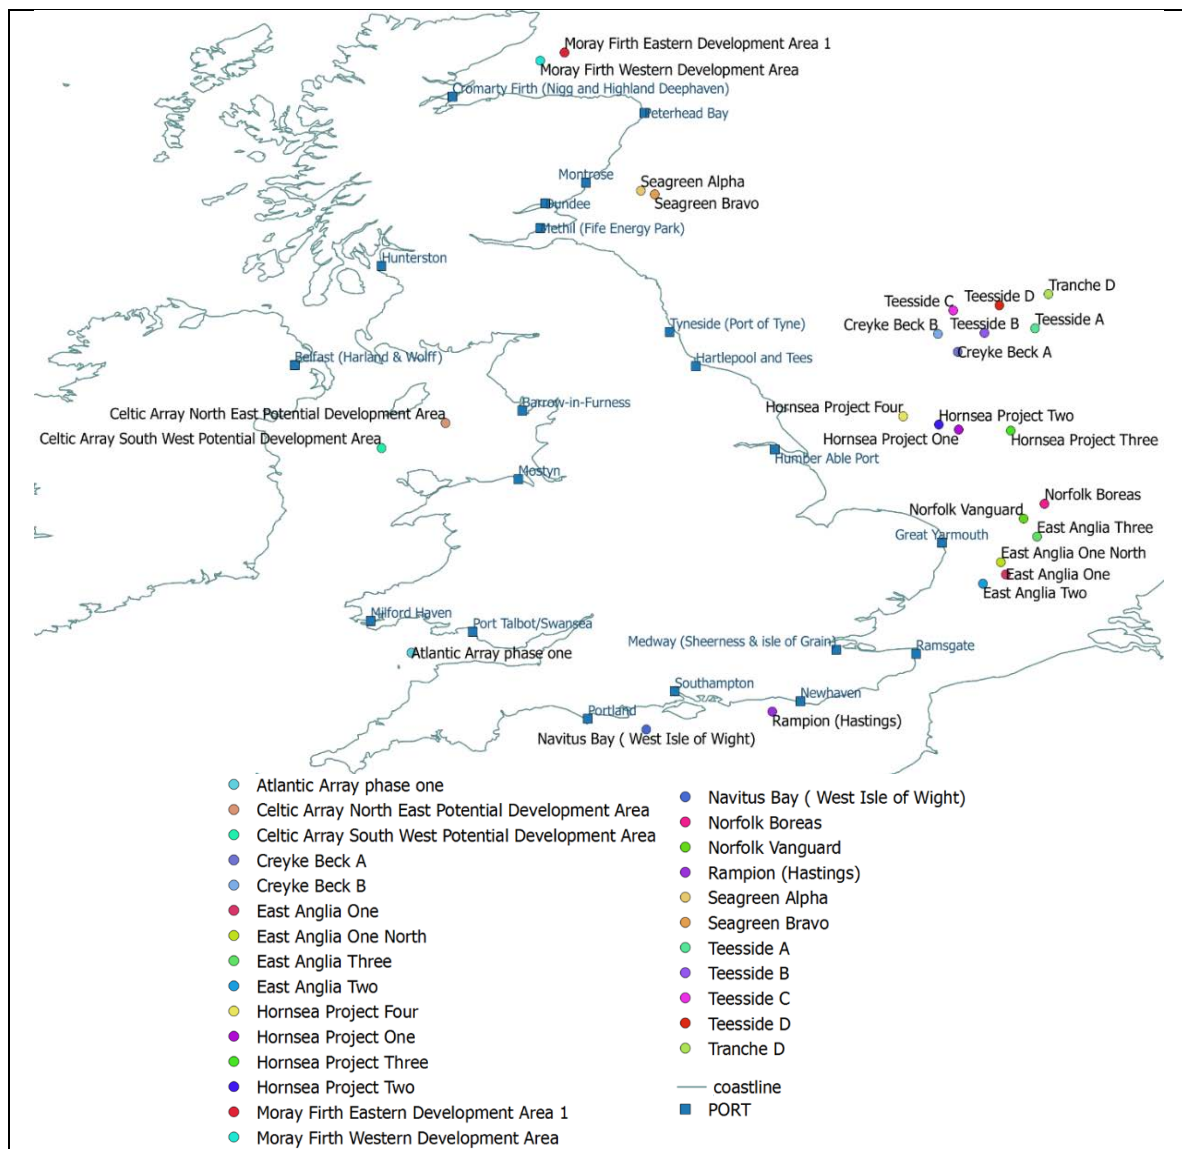 Moray Firth Eastern Development Area 1
Moray Firth Western Development Area
Cromarty Firth (Nigg and Highland Deephaven)
Peterhead Bay
Montrose
Seagreen Alpha
Dundee
Seagreen Bravo
Methil (Fife Energy Park)
Hunterston
Tranche D
Teesside D
Teesside C
Teesside A
Tyneside (Port of Tyne)
Creyke Beck B
Teesside B
Creyke Beck A
Belfast (Harland & Wolff)
Hartlepool and Tees
Barrow-in-Furness
Hornsea Project Four
Celtic Array North East Potential Development Area
Hornsea Project Two
Celtic Array South West Potential Development Area
Hornsea Project One
Hornsea Project Three
Humber Able Port
Mostyn
Norfolk Boreas
Norfolk Vanguard
East Anglia Three
Great Yarmouth
East Anglia One North
East Anglia One
East Anglia Two
Milford Haven
Port Talbot/Swansea
Medway (Sheerness & isle of Grain)
Ramsgate
Atlantic Array phase one
Southampton
Newhaven
Portland
Rampion (Hastings)
Navitus Bay ( West Isle of Wight)
Atlantic Array phase one
Celtic Array North East Potential Development Area
Celtic Array South West Potential Development Area
Creyke Beck A
Creyke Beck B
East Anglia One
East Anglia One North
East Anglia Three
East Anglia Two
Hornsea Project Four
Hornsea Project One
Hornsea Project Three
Hornsea Project Two
Moray Firth Eastern Development Area 1
Moray Firth Western Development Area
Navitus Bay ( West Isle of Wight)
Norfolk Boreas
Norfolk Vanguard
Rampion (Hastings)
Seagreen Alpha
Seagreen Bravo
Teesside A
Teesside B
Teesside C
Teesside D
Tranche D
coastline
PORT